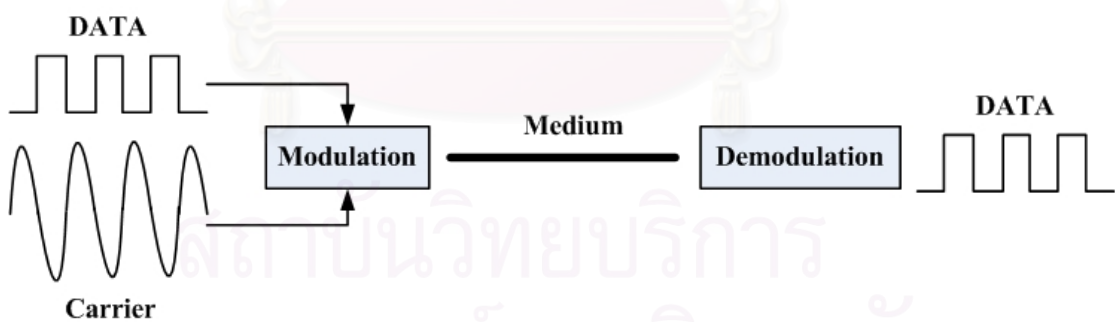 DATA
DATA
Medium
Modulation
Demodulation
สถาบันวิทยบริการ
Carrier